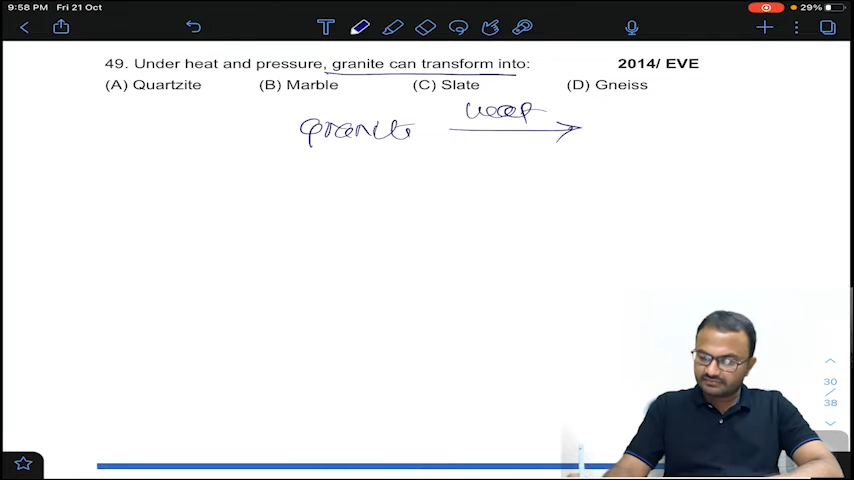 9:58 PM Fri 21 Oct 29%
49. Under heat and pressure, granite can transform into: 2014/ EVE
(A) Quartzite (B) Marble (C) Slate (D) Gneiss
heat
granite
30
/
38